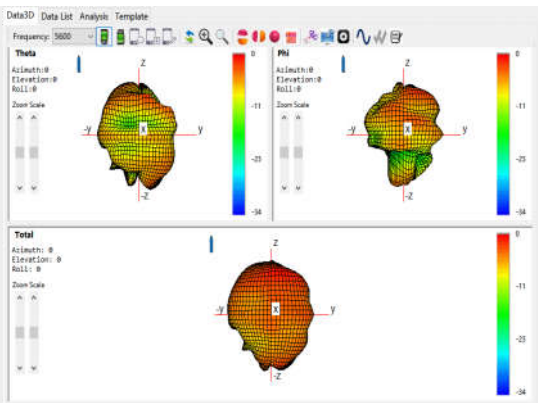 Data3D Data List Analysis Template
Frequency: 5600
Theta
Azimuth:0
Elevation:0
Roll:0
Zoom Scale
z
-y
x
y
-z
0
-11
-23
-34
Phi
Azimuth:0
Elevation:0
Roll:0
Zoom Scale
z
-y
x
y
-z
0
-11
-23
-34
Total
Azimuth: 0
Elevation: 0
Roll: 0
Zoom Scale
z
-y
x
y
-z
0
-11
-23
-34